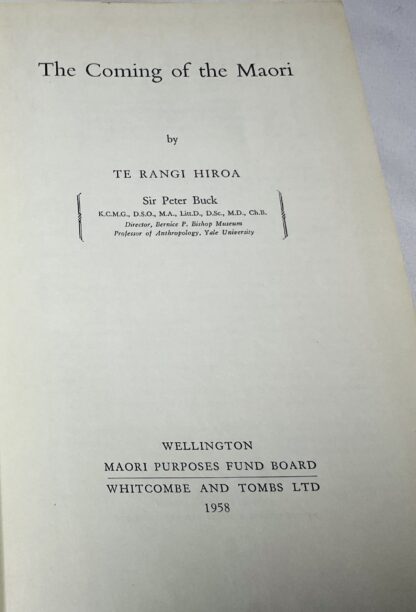 The Coming of the Maori
by
TE RANGI HIROA
Sir Peter Buck
K.C.M.G., D.S.O., M.A., Litt.D., D.Sc., M.D., Ch.B.
Director, Bernice P. Bishop Museum
Professor of Anthropology, Yale University
WELLINGTON
MAORI PURPOSES FUND BOARD
WHITCOMBE AND TOMBS LTD
1958